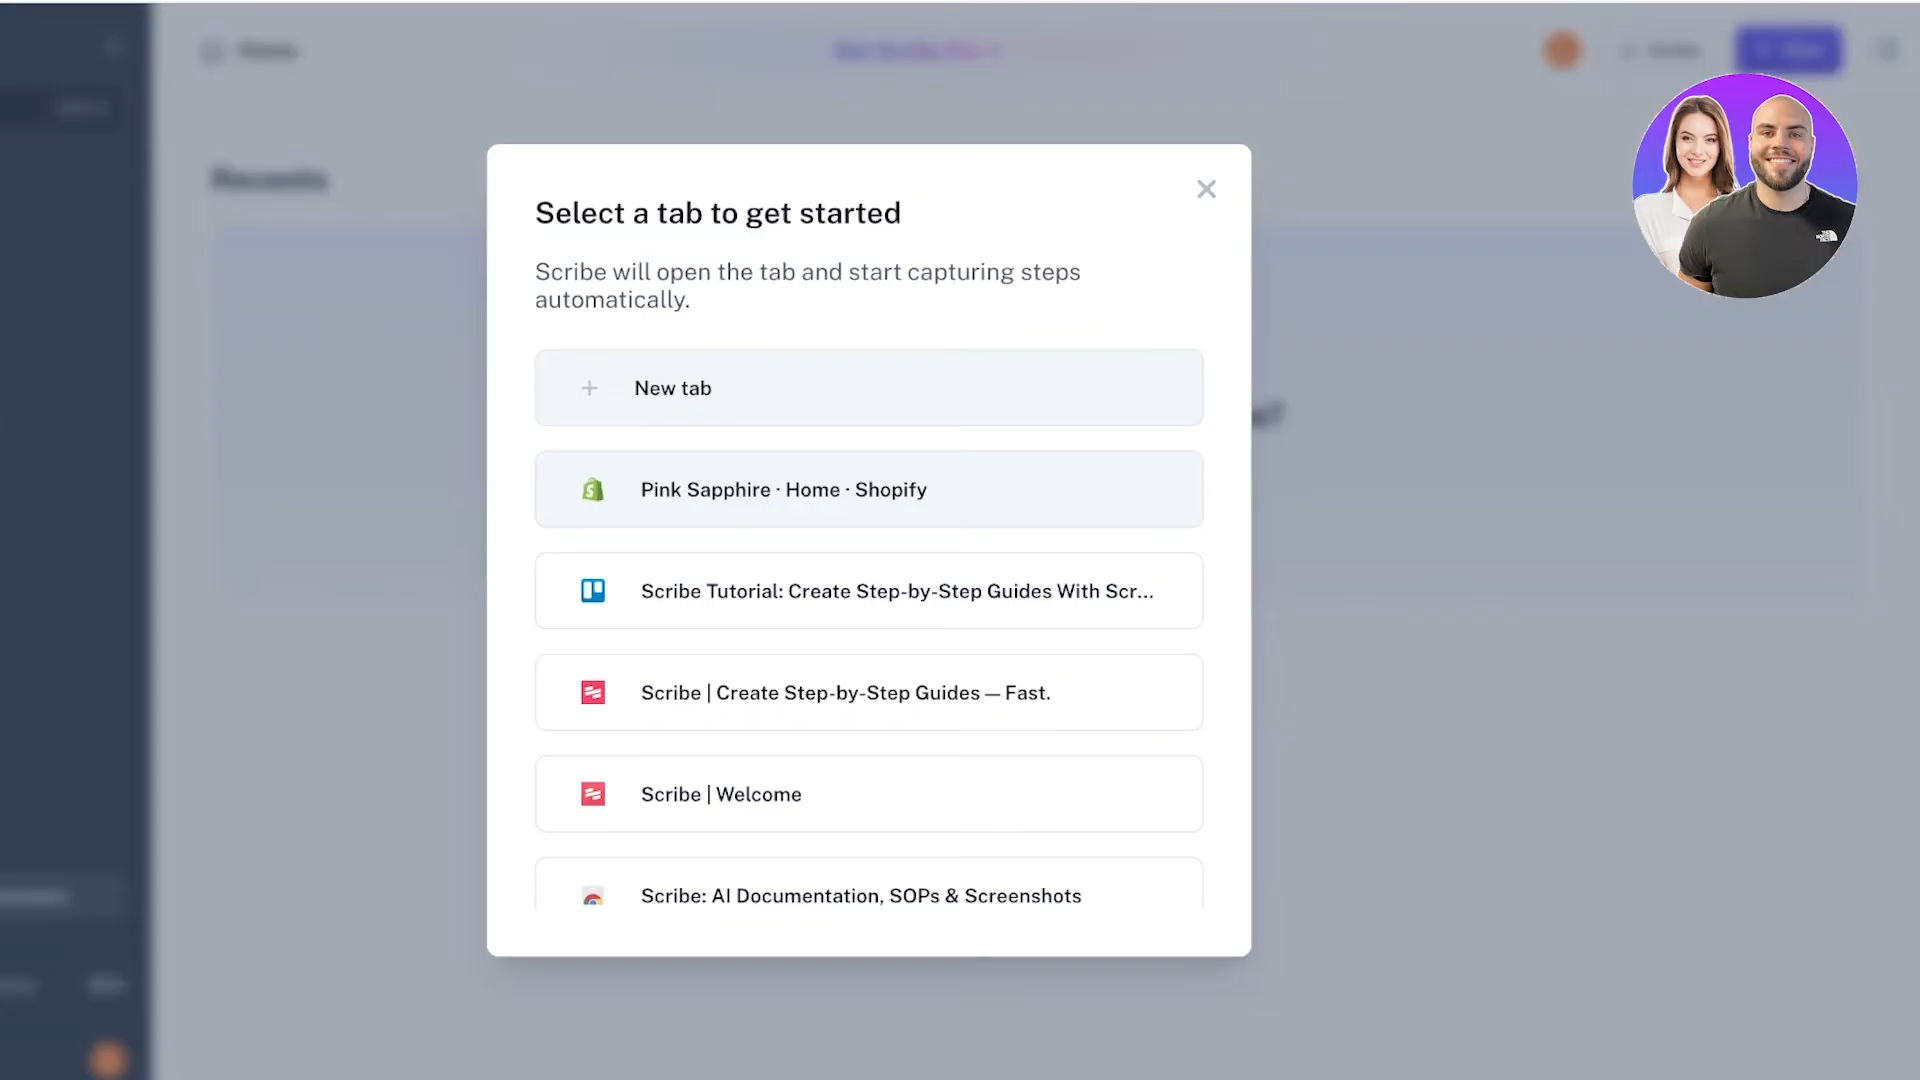 Recents
Select a tab to get started
Scribe will open the tab and start capturing steps
automatically.
New tab
Pink Sapphire · Home · Shopify
Scribe Tutorial: Create Step-by-Step Guides With Scr...
Scribe | Create Step-by-Step Guides — Fast.
Scribe | Welcome
Scribe: AI Documentation, SOPs & Screenshots